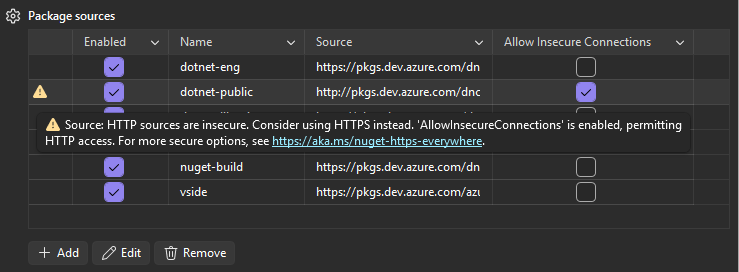 Package sources
Enabled Name Source Allow Insecure Connections
dotnet-eng https://pkgs.dev.azure.com/dn
dotnet-public http://pkgs.dev.azure.com/dnc
Source: HTTP sources are insecure. Consider using HTTPS instead. 'AllowInsecureConnections' is enabled, permitting
HTTP access. For more secure options, see https://aka.ms/nuget-https-everywhere.
nuget-build https://pkgs.dev.azure.com/dn
vside https://pkgs.dev.azure.com/azu
Add Edit Remove